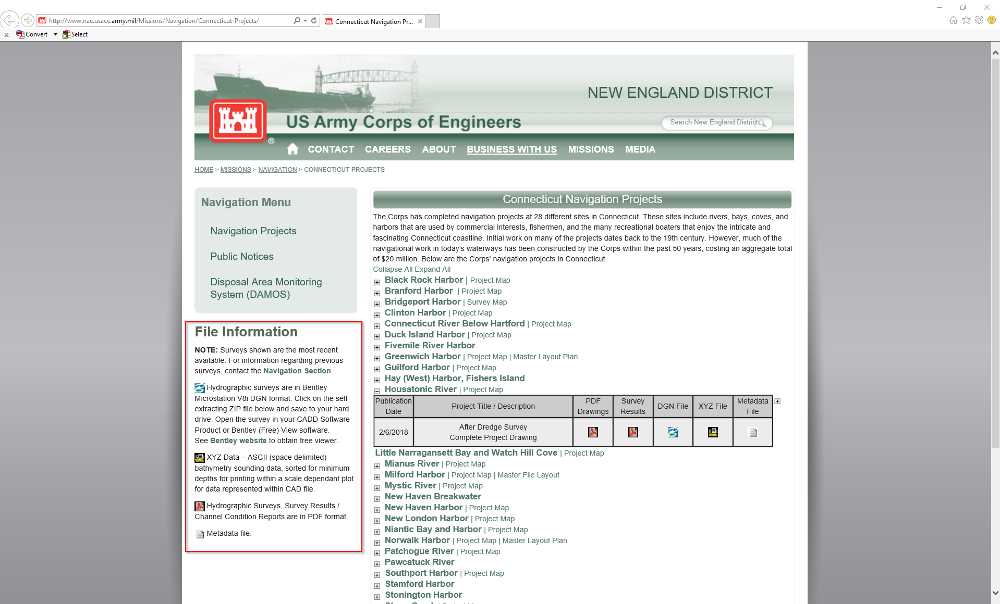 http://www.nae.usace.army.mil/Missions/Navigation/Connecticut-Projects/
Connecticut Navigation Pr...
x Convert Select
NEW ENGLAND DISTRICT
US Army Corps of Engineers
Search New England District
®
CONTACT CAREERS ABOUT BUSINESS WITH US MISSIONS MEDIA
HOME > MISSIONS > NAVIGATION > CONNECTICUT PROJECTS
Navigation Menu
Navigation Projects
Public Notices
Disposal Area Monitoring
System (DAMOS)
File Information
NOTE: Surveys shown are the most recent
available. For information regarding previous
surveys, contact the Navigation Section.
Hydrographic surveys are in Bentley
Microstation V8i DGN format. Click on the self
extracting ZIP file below and save to your hard
drive. Open the survey in your CADD Software
Product or Bentley (Free) View software.
See Bentley website to obtain free viewer.
XYZ Data – ASCII (space delimited)
bathymetry sounding data, sorted for minimum
depths for printing within a scale dependant plot
for data represented within CAD file.
Hydrographic Surveys, Survey Results /
Channel Condition Reports are in PDF format.
Metadata file.
Connecticut Navigation Projects
The Corps has completed navigation projects at 28 different sites in Connecticut. These sites include rivers, bays, coves, and
harbors that are used by commercial interests, fishermen, and the many recreational boaters that enjoy the intricate and
fascinating Connecticut coastline. Initial work on many of the projects dates back to the 19th century. However, much of the
navigational work in today's waterways has been constructed by the Corps within the past 50 years, costing an aggregate total
of $20 million. Below are the Corps' navigation projects in Connecticut.
Collapse All Expand All
Black Rock Harbor | Project Map
Branford Harbor | Project Map
Bridgeport Harbor | Survey Map
Clinton Harbor | Project Map
Connecticut River Below Hartford | Project Map
Duck Island Harbor | Project Map
Fivemile River Harbor
Greenwich Harbor | Project Map | Master Layout Plan
Guilford Harbor | Project Map
Hay (West) Harbor, Fishers Island
Housatonic River | Project Map
Publication Date
Project Title / Description
PDF Drawings
Survey Results
DGN File
XYZ File
Metadata File
2/6/2018
After Dredge Survey
Complete Project Drawing
Little Narragansett Bay and Watch Hill Cove | Project Map
Mianus River | Project Map
Milford Harbor | Project Map | Master File Layout
Mystic River | Project Map
New Haven Breakwater
New Haven Harbor | Project Map
New London Harbor | Project Map
Niantic Bay and Harbor | Project Map
Norwalk Harbor | Project Map | Master Layout Plan
Patchogue River | Project Map
Pawcatuck River
Southport Harbor | Project Map
Stamford Harbor
Stonington Harbor